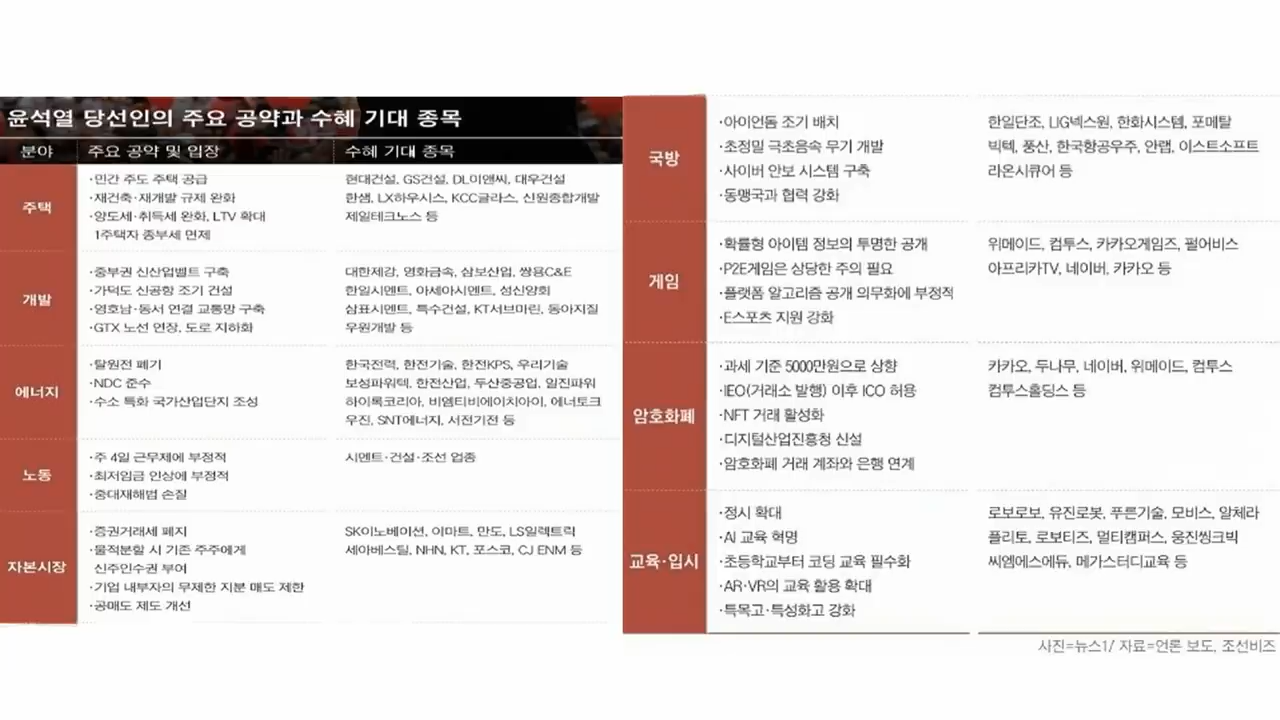 윤석열 당선인의 주요 공약과 수혜 기대 종목
분야 주요 공약 및 입장 수혜 기대 종목
주택
·민간 주도 주택 공급
·재건축·재개발 규제 완화
·양도세·취득세 완화, LTV 확대
1주택자 종부세 면제
현대건설, GS건설, DL이앤씨, 대우건설
한샘, LX하우시스, KCC글라스, 신원종합개발
제일테크노스 등
개발
·중부권 신산업벨트 구축
·가덕도 신공항 조기 건설
·영호남·동서 연결 교통망 구축
·GTX 노선 연장, 도로 지하화
대한제강, 영화금속, 삼보산업, 쌍용C&E
한일시멘트, 아세아시멘트, 성신양회
삼표시멘트, 특수건설, KT서브마린, 동아지질
우원개발 등
에너지
·탈원전 폐기
·NDC 준수
·수소 특화 국가산업단지 조성
한국전력, 한전기술, 한전KPS, 우리기술
보성파워텍, 한전산업, 두산중공업, 일진파워
하이록코리아, 비엠티비에이치아이, 에너토크
우진, SNT에너지, 서전기전 등
노동
·주 4일 근무제에 부정적
·최저임금 인상에 부정적
·중대재해법 손질
시멘트·건설·조선 업종
자본시장
·증권거래세 폐지
·물적분할 시 기존 주주에게
신주인수권 부여
·기업 내부자의 무제한 지분 매도 제한
·공매도 제도 개선
SK이노베이션, 이마트, 만도, LS일렉트릭
세아베스틸, NHN, KT, 포스코, CJ ENM 등
국방
·아이언돔 조기 배치
·초정밀 극초음속 무기 개발
·사이버 안보 시스템 구축
·동맹국과 협력 강화
한일단조, LIG넥스원, 한화시스템, 포메탈
빅텍, 풍산, 한국항공우주, 안랩, 이스트소프트
라온시큐어 등
게임
·확률형 아이템 정보의 투명한 공개
·P2E게임은 상당한 주의 필요
·플랫폼 알고리즘 공개 의무화에 부정적
·E스포츠 지원 강화
위메이드, 컴투스, 카카오게임즈, 펄어비스
아프리카TV, 네이버, 카카오 등
암호화폐
·과세 기준 5000만원으로 상향
·IEO(거래소 발행) 이후 ICO 허용
·NFT 거래 활성화
·디지털산업진흥청 신설
·암호화폐 거래 계좌와 은행 연계
카카오, 두나무, 네이버, 위메이드, 컴투스
컴투스홀딩스 등
교육·입시
·정시 확대
·AI 교육 혁명
·초등학교부터 코딩 교육 필수화
·AR·VR의 교육 활용 확대
·특목고·특성화고 강화
로보로보, 유진로봇, 푸른기술, 모비스, 알체라
플리토, 로보티즈, 멀티캠퍼스, 웅진씽크빅
씨엠에스에듀, 메가스터디교육 등
사진=뉴스1/ 자료=언론 보도, 조선비즈